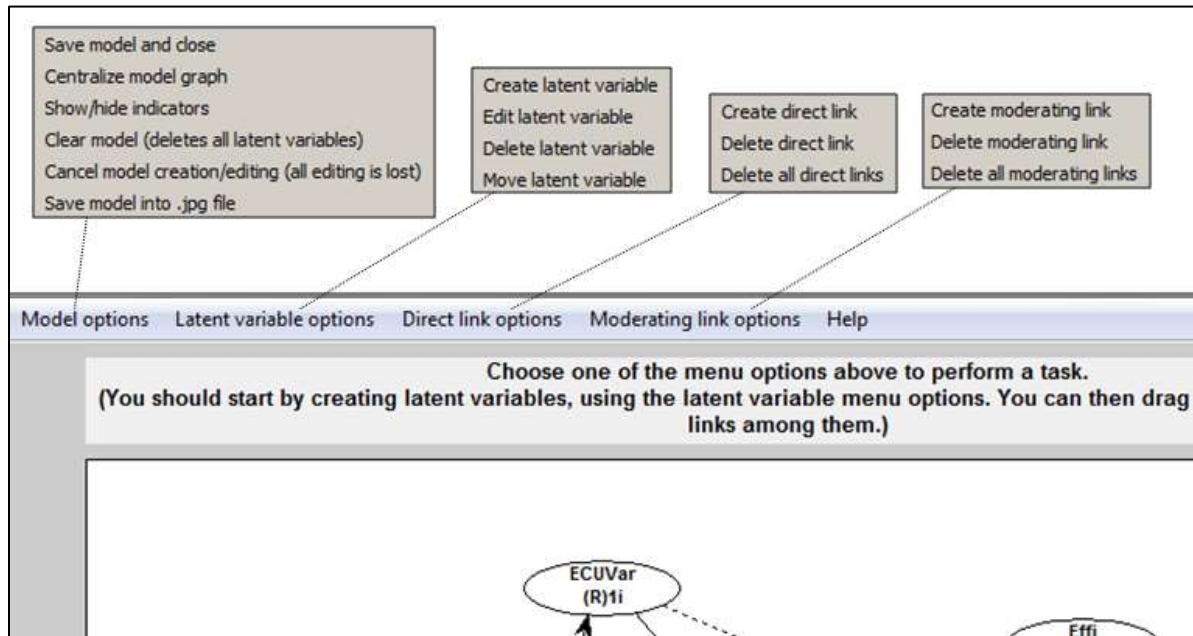 Save model and close
Centralize model graph
Show/hide indicators
Clear model (deletes all latent variables)
Cancel model creation/editing (all editing is lost)
Save model into .jpg file
Create latent variable
Edit latent variable
Delete latent variable
Move latent variable
Create direct link
Delete direct link
Delete all direct links
Create moderating link
Delete moderating link
Delete all moderating links
Model options Latent variable options Direct link options Moderating link options Help
Choose one of the menu options above to perform a task.
(You should start by creating latent variables, using the latent variable menu options. You can then drag
links among them.)
ECUVar
(R)1i
Effi